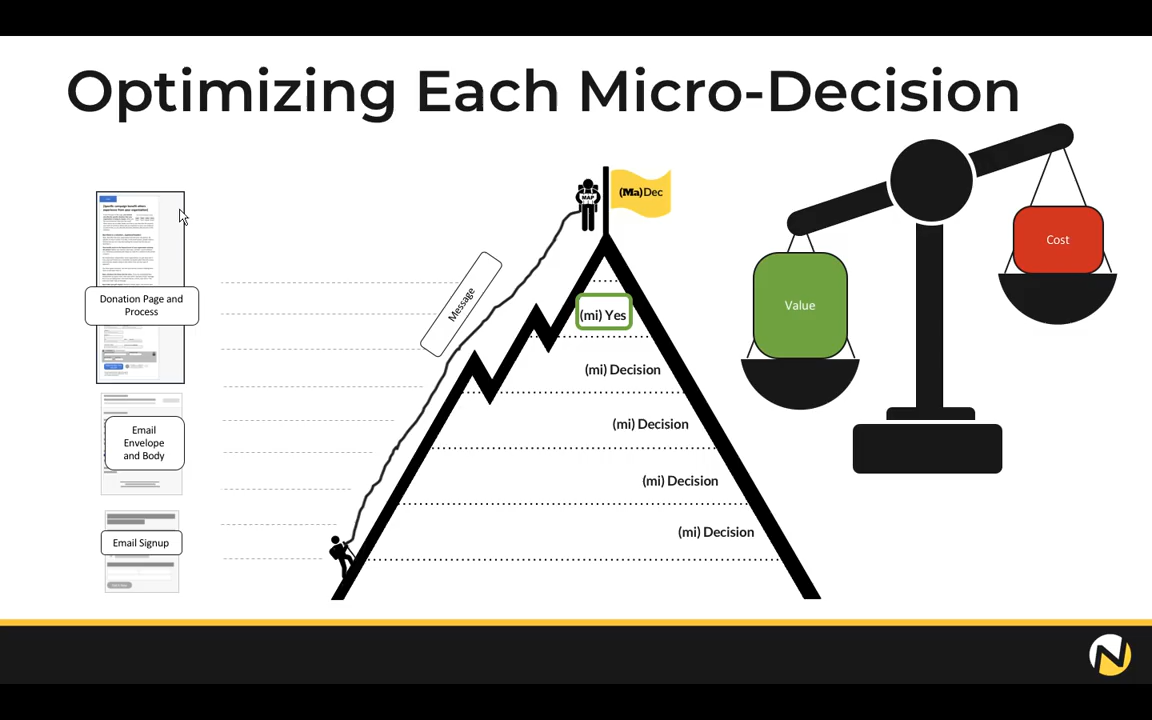 Optimizing Each Micro-Decision
MAP
(Ma)Dec
Donation Page and
Process
Message
(mi) Yes
Value
Cost
(mi) Decision
Email
Envelope
and Body
(mi) Decision
(mi) Decision
Email Signup
(mi) Decision
N